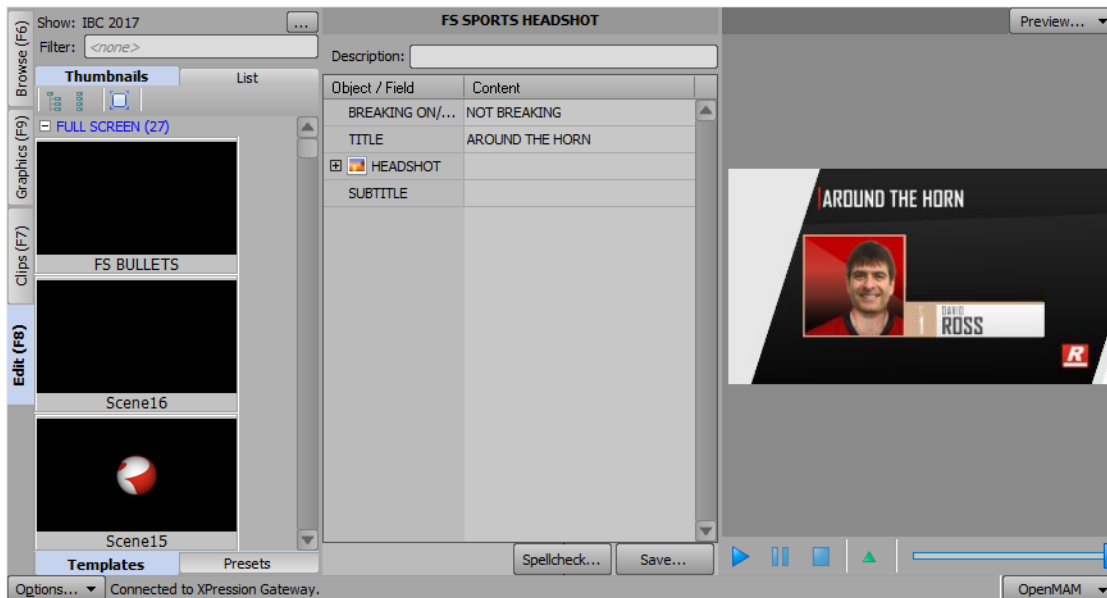 Show: IBC 2017
...
Filter: <none>
Thumbnails
List
FULL SCREEN (27)
FS BULLETS
Scene16
Scene15
Templates
Presets
Browse (F6)
Graphics (F9)
Clips (F7)
Edit (F8)
FS SPORTS HEADSHOT
Description:
Object / Field
Content
BREAKING ON/... NOT BREAKING
TITLE AROUND THE HORN
HEADSHOT
SUBTITLE
Spellcheck...
Save...
Preview...
AROUND THE HORN
1
DAVID
ROSS
R
Options...
Connected to XPression Gateway.
OpenMAM